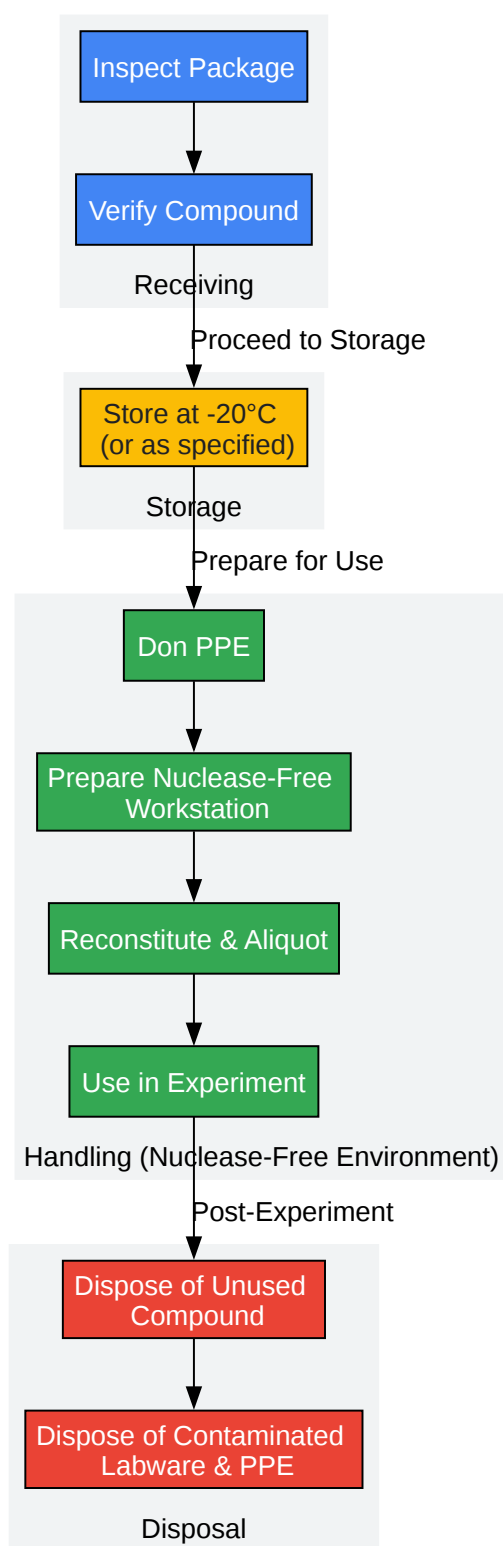 Inspect Package
Verify Compound
Receiving
Proceed to Storage
Store at -20°C
(or as specified)
Storage
Prepare for Use
Don PPE
Prepare Nuclease-Free
Workstation
Reconstitute & Aliquot
Use in Experiment
Handling (Nuclease-Free Environment)
Post-Experiment
Dispose of Unused
Compound
Dispose of Contaminated
Labware & PPE
Disposal